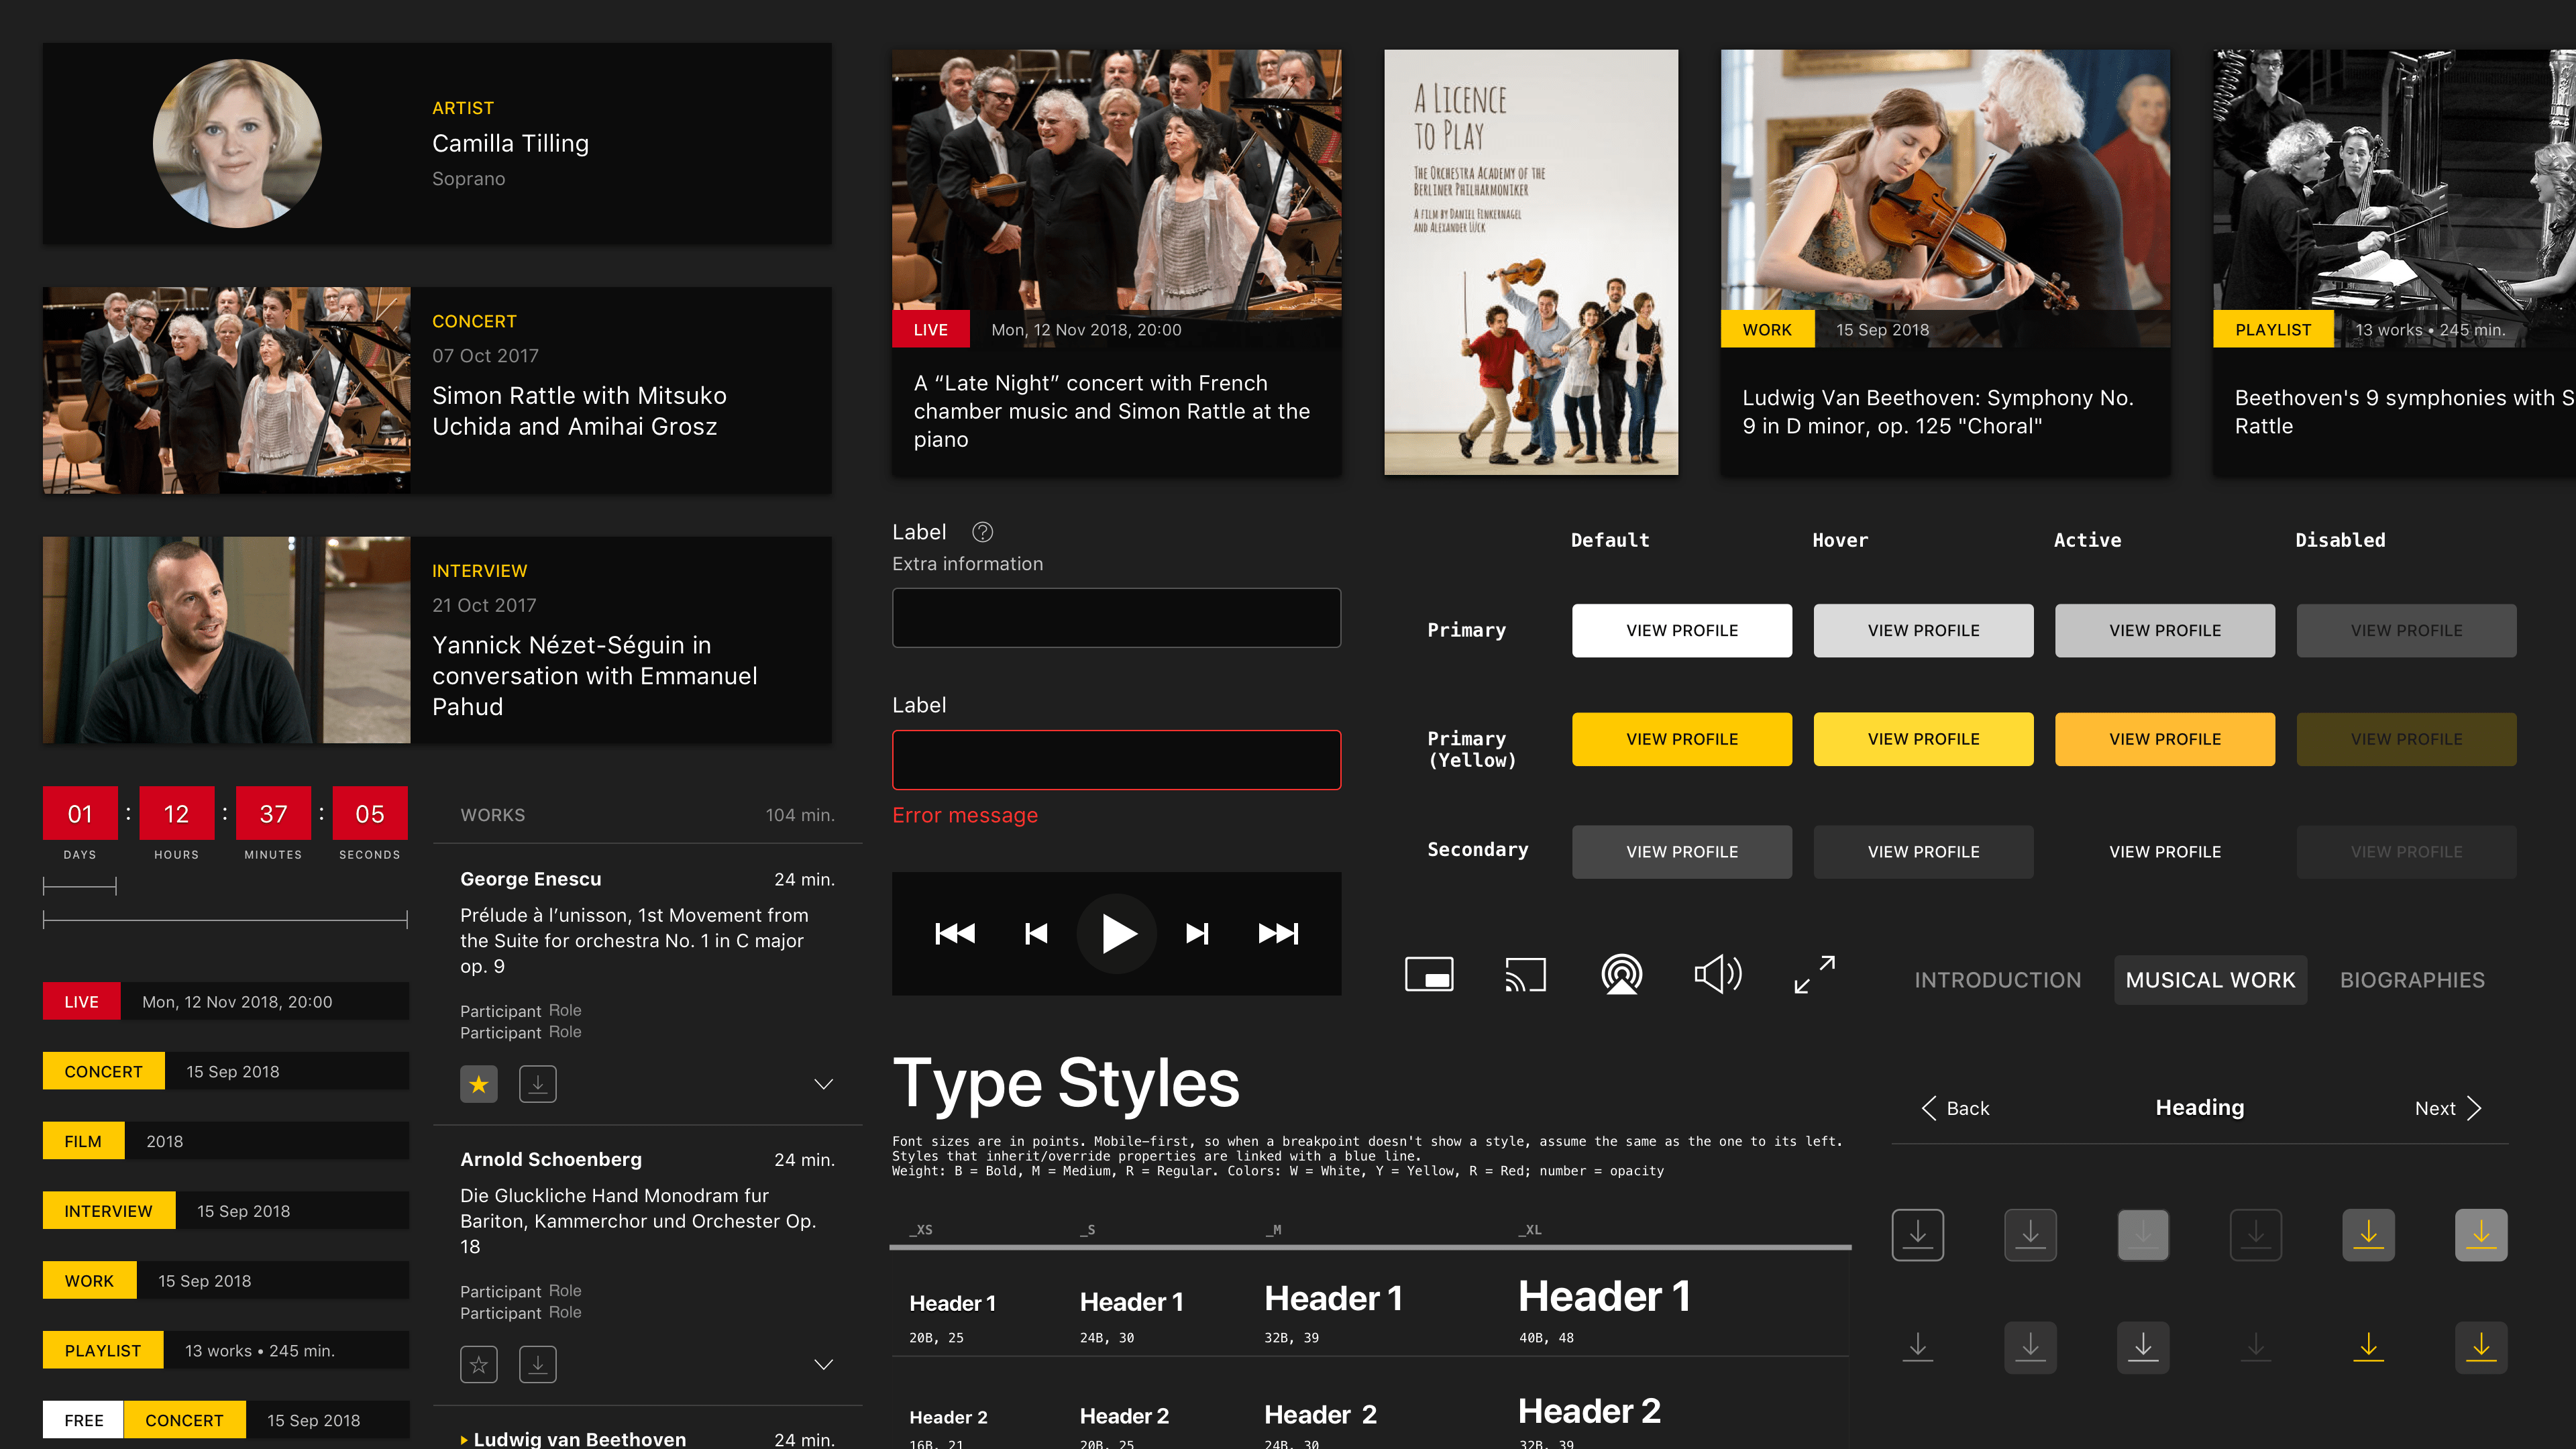 ARTIST
Camilla Tilling
Soprano
CONCERT
07 Oct 2017
Simon Rattle with Mitsuko
Uchida and Amihai Grosz
INTERVIEW
21 Oct 2017
Yannick Nézet-Séguin in
conversation with Emmanuel
Pahud
01 : 12 : 37 : 05
DAYS HOURS MINUTES SECONDS
LIVE Mon, 12 Nov 2018, 20:00
CONCERT 15 Sep 2018
FILM 2018
INTERVIEW 15 Sep 2018
WORK 15 Sep 2018
PLAYLIST 13 works • 245 min.
FREE CONCERT 15 Sep 2018
WORKS 104 min.
George Enescu 24 min.
Prélude à l’unisson, 1st Movement from
the Suite for orchestra No. 1 in C major
op. 9
Participant Role
Participant Role
Arnold Schoenberg 24 min.
Die Gluckliche Hand Monodram fur
Bariton, Kammerchor und Orchester Op.
18
Participant Role
Participant Role
Ludwig van Beethoven 24 min.
LIVE Mon, 12 Nov 2018, 20:00
A “Late Night” concert with French
chamber music and Simon Rattle at the
piano
A LICENCE
TO PLAY
THE ORCHESTRA ACADEMY OF THE
BERLINER PHILHARMONIKER
A FILM BY DANIEL FINKERNAGEL
AND ALEXANDER LÜCK
WORK 15 Sep 2018
Ludwig Van Beethoven: Symphony No.
9 in D minor, op. 125 "Choral"
PLAYLIST 13 works • 245 min.
Beethoven's 9 symphonies with S
Rattle
Label ?
Extra information
Label
Error message
Default Hover Active Disabled
Primary VIEW PROFILE VIEW PROFILE VIEW PROFILE VIEW PROFILE
Primary
(Yellow) VIEW PROFILE VIEW PROFILE VIEW PROFILE VIEW PROFILE
Secondary VIEW PROFILE VIEW PROFILE VIEW PROFILE VIEW PROFILE
INTRODUCTION MUSICAL WORK BIOGRAPHIES
Back Heading Next
Type Styles
Font sizes are in points. Mobile-first, so when a breakpoint doesn't show a style, assume the same as the one to its left.
Styles that inherit/override properties are linked with a blue line.
Weight: B = Bold, M = Medium, R = Regular. Colors: W = White, Y = Yellow, R = Red; number = opacity
_XS _S _M _XL
Header 1 Header 1 Header 1 Header 1
20B, 25 24B, 30 32B, 39 40B, 48
Header 2 Header 2 Header 2 Header 2
16B, 21 20B, 25 24B, 30 32B, 39